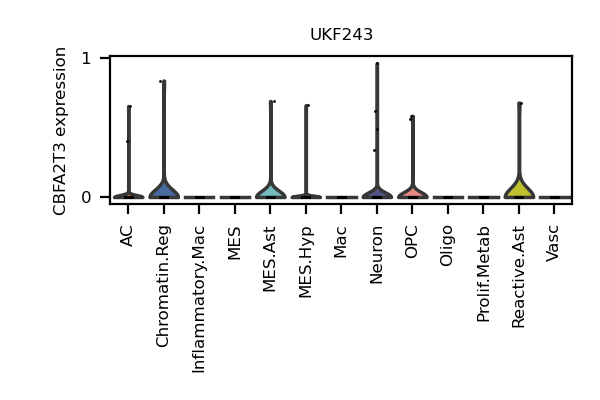 UKF243
CBFA2T3 expression
1
0
AC
Chromatin.Reg
Inflammatory.Mac
MES
MES.Ast
MES.Hyp
Mac
Neuron
OPC
Oligo
Prolif.Metab
Reactive.Ast
Vasc